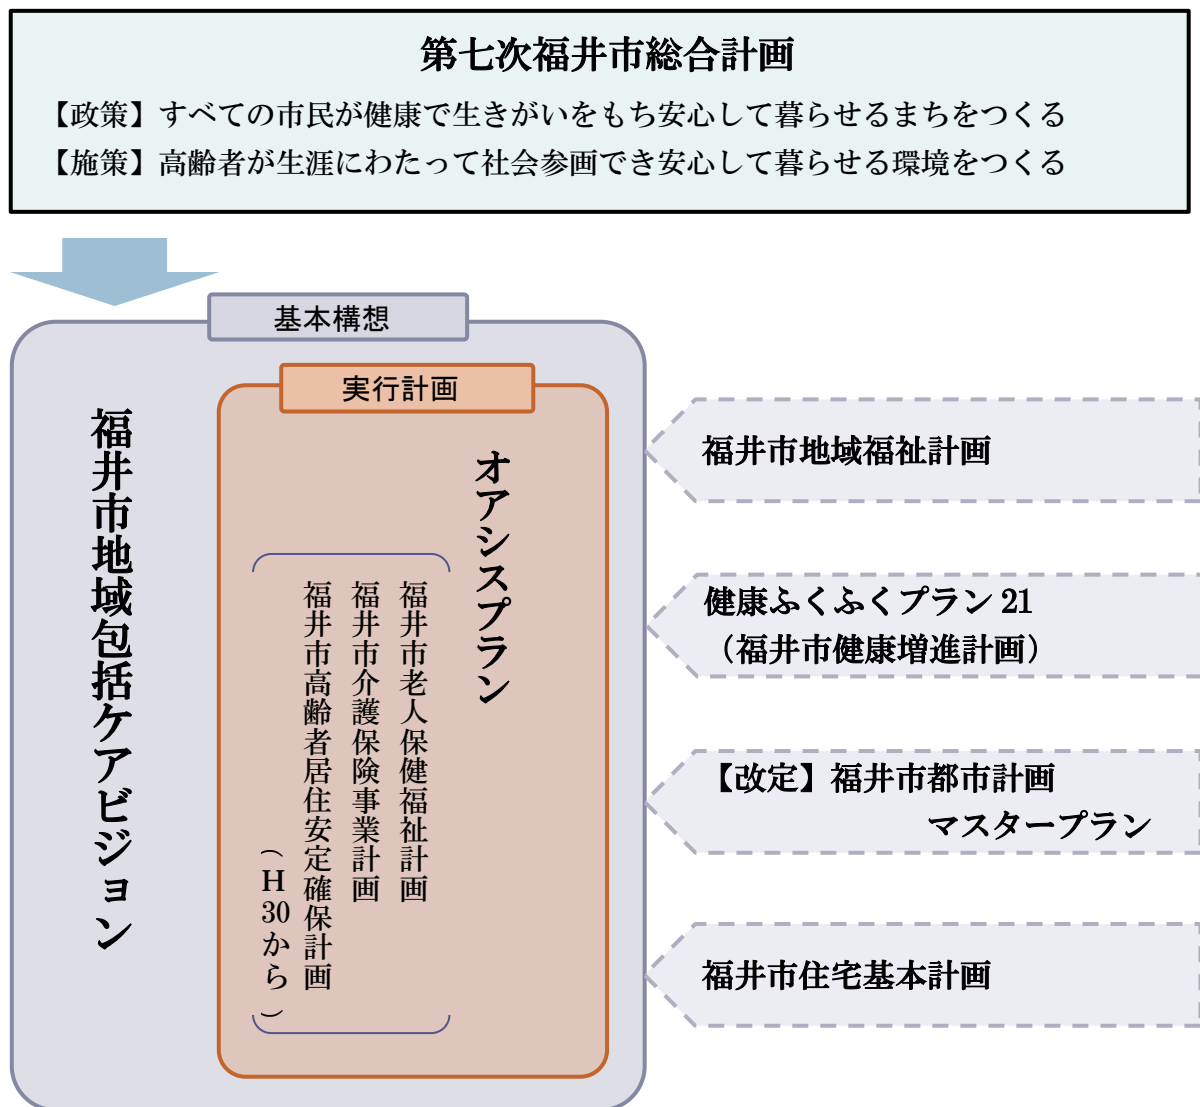 第七次福井市総合計画
【政策】すべての市民が健康で生きがいをもち安心して暮らせるまちをつくる
【施策】高齢者が生涯にわたって社会参画でき安心して暮らせる環境をつくる
基本構想
実行計画
福井市地域包括ケアビジョン
オアシスプラン
福井市老人保健福祉計画
福井市介護保険事業計画
福井市高齢者居住安定確保計画
（H30から）
福井市地域福祉計画
健康ふくふくプラン 21
（福井市健康増進計画）
【改定】福井市都市計画
マスタープラン
福井市住宅基本計画